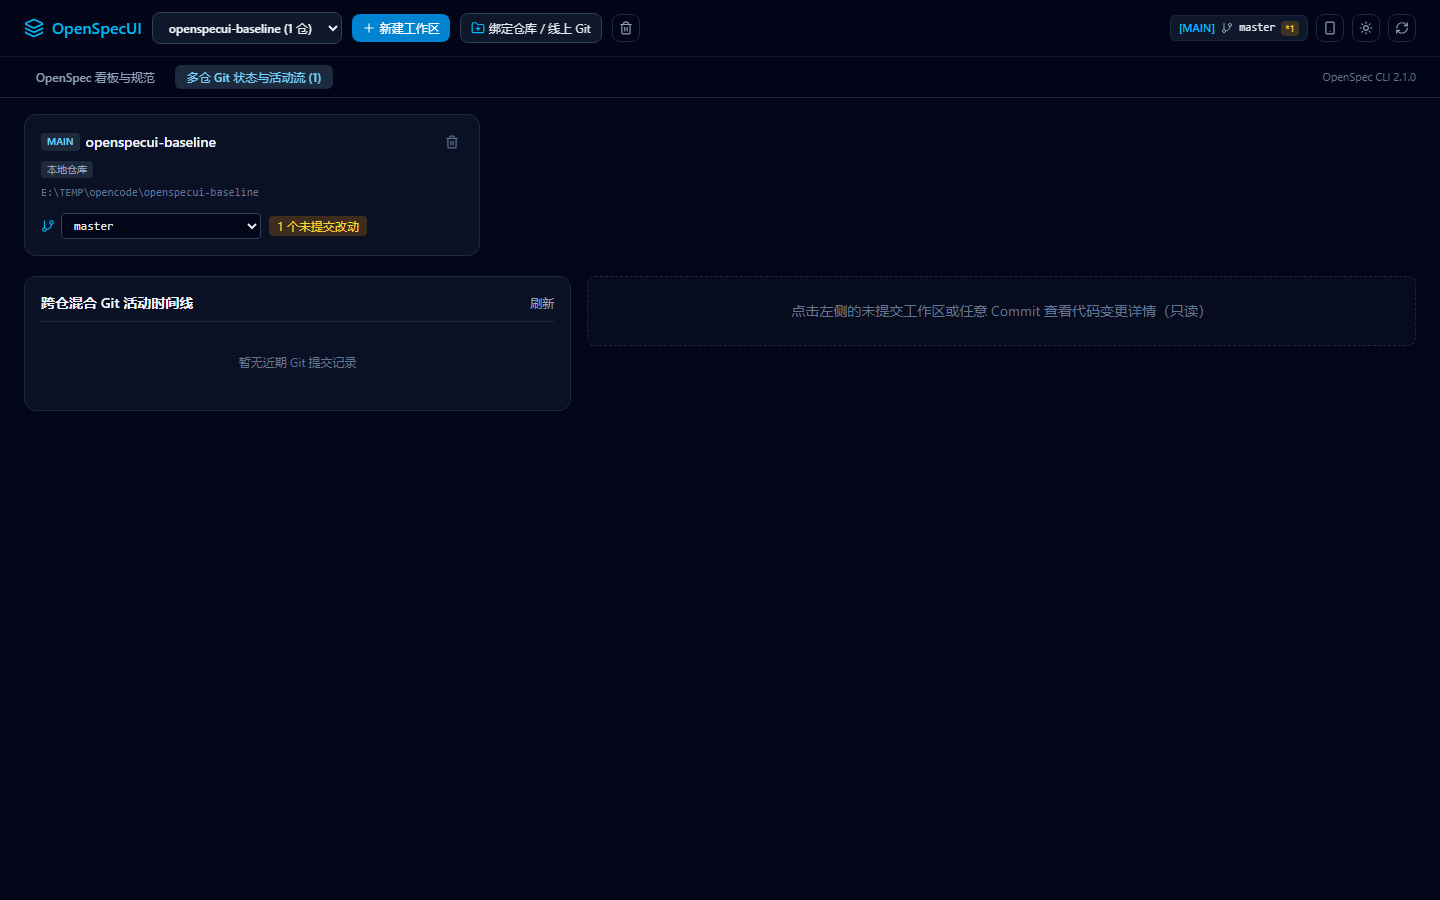 OpenSpecUI
openspecui-baseline (1 仓)
新建工作区
绑定仓库 / 线上 Git
[MAIN] master *1
OpenSpec 看板与规范
多仓 Git 状态与活动流 (1)
OpenSpec CLI 2.1.0
MAIN openspecui-baseline
本地仓库
E:\TEMP\opencode\openspecui-baseline
master
1 个未提交改动
跨仓混合 Git 活动时间线
刷新
暂无近期 Git 提交记录
点击左侧的未提交工作区或任意 Commit 查看代码变更详情（只读）